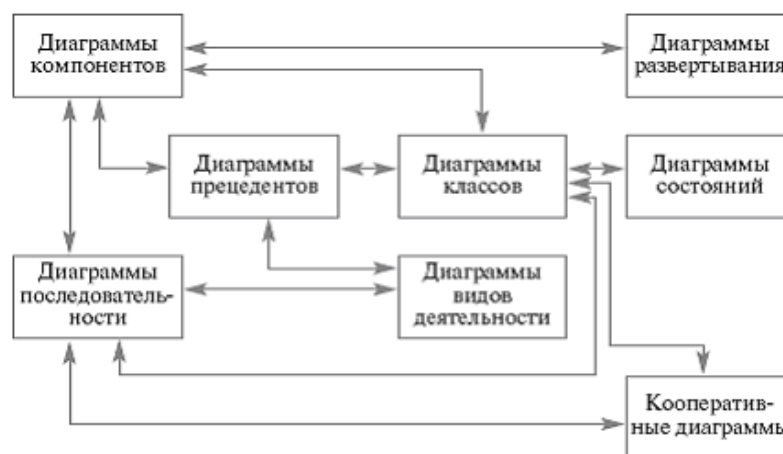 Диаграммы
компонентов
Диаграммы
развертывания
Диаграммы
прецедентов
Диаграммы
классов
Диаграммы
состояний
Диаграммы
последователь-
ности
Диаграммы
видов
деятельности
Кооператив-
ные диаграммы